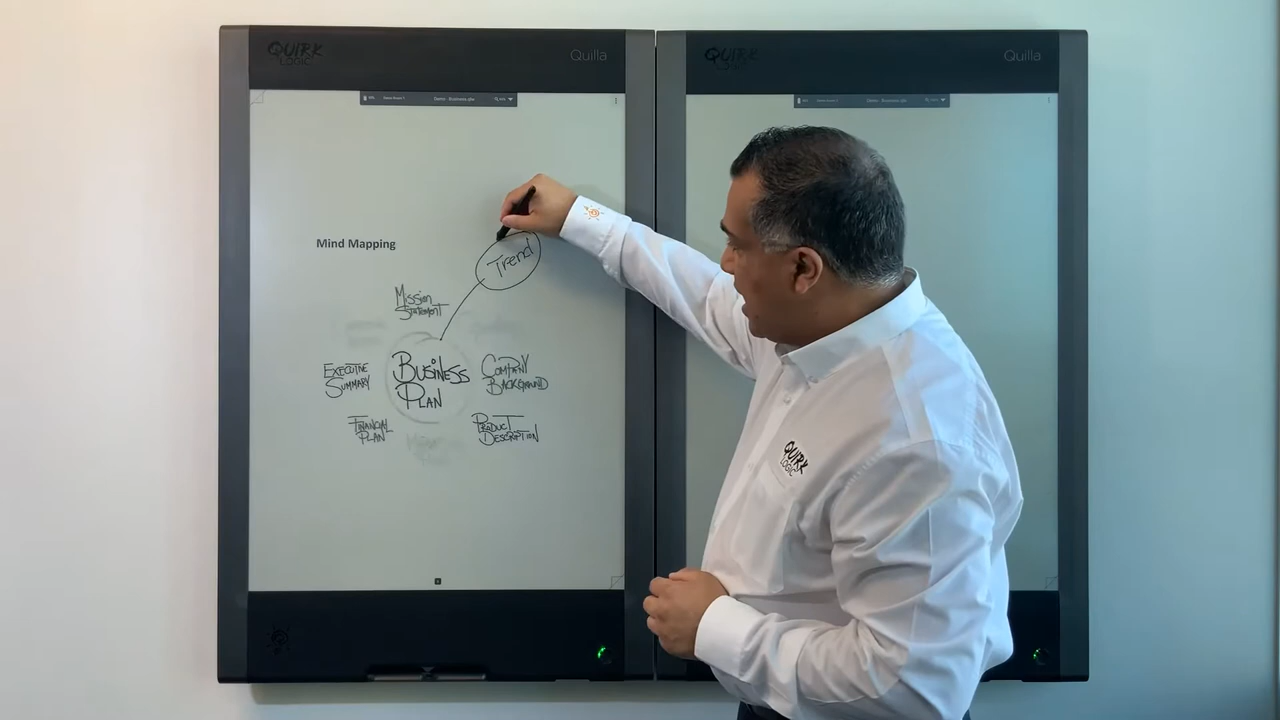 QUIRK
LOGIC
Quilla
QUIRK
LOGIC
Quilla
Mind Mapping
Trend
Mission
Statement
Business
Plan
Executive
Summary
Company
Background
Financial
Plan
Product
Description
QUIRK
LOGIC